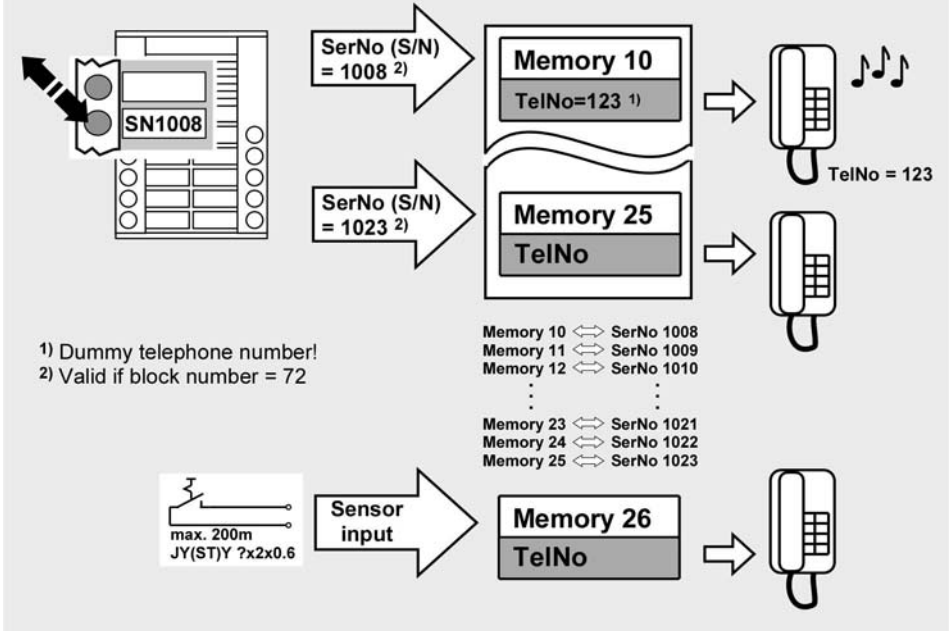 SN1008
SerNo (S/N)
= 1008 2)
Memory 10
TelNo=123 1)
TelNo = 123
SerNo (S/N)
= 1023 2)
Memory 25
TelNo
1) Dummy telephone number!
2) Valid if block number = 72
Memory 10 ⇔ SerNo 1008
Memory 11 ⇔ SerNo 1009
Memory 12 ⇔ SerNo 1010
Memory 23 ⇔ SerNo 1021
Memory 24 ⇔ SerNo 1022
Memory 25 ⇔ SerNo 1023
max. 200m
JY(ST)Y ?x2x0.6
Sensor
input
Memory 26
TelNo